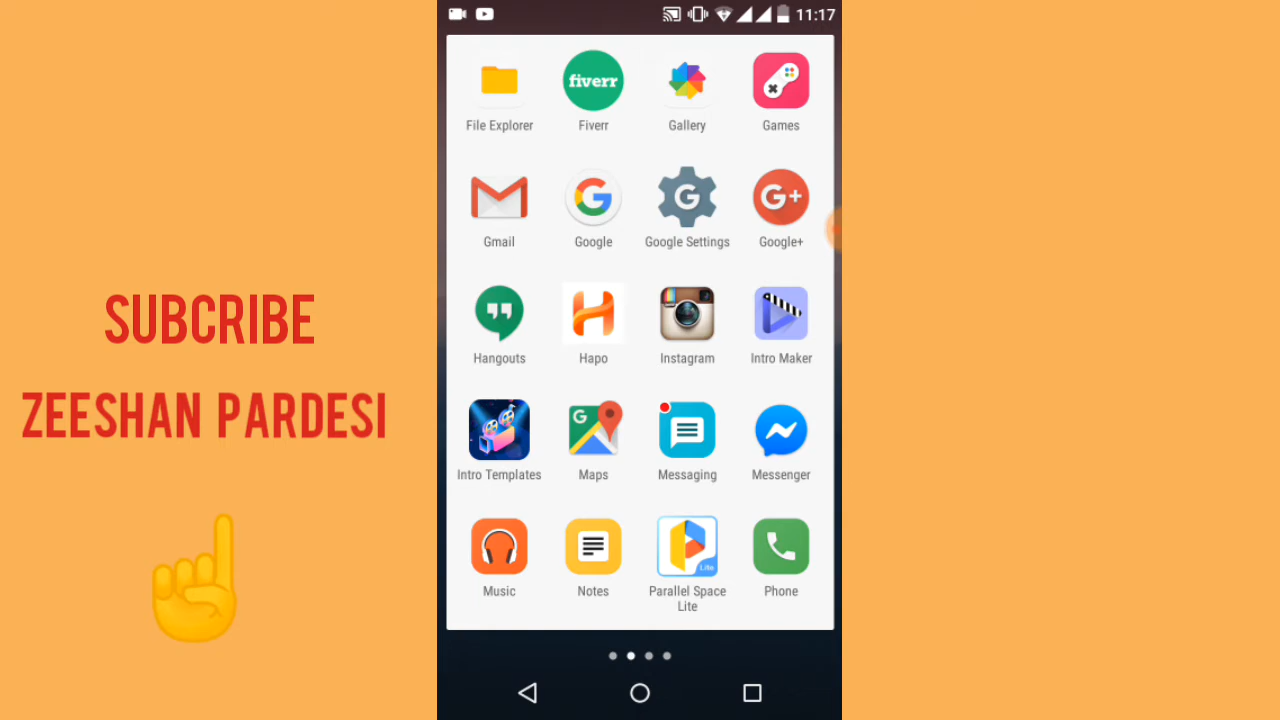 11:17
fiverr
File Explorer Fiverr Gallery Games
G G G+
Gmail Google Google Settings Google+
SUBCRIBE
ZEESHAN PARDESI
H
Hangouts Hapo Instagram Intro Maker
G
Intro Templates Maps Messaging Messenger
Lite
Music Notes Parallel Space Phone
Lite